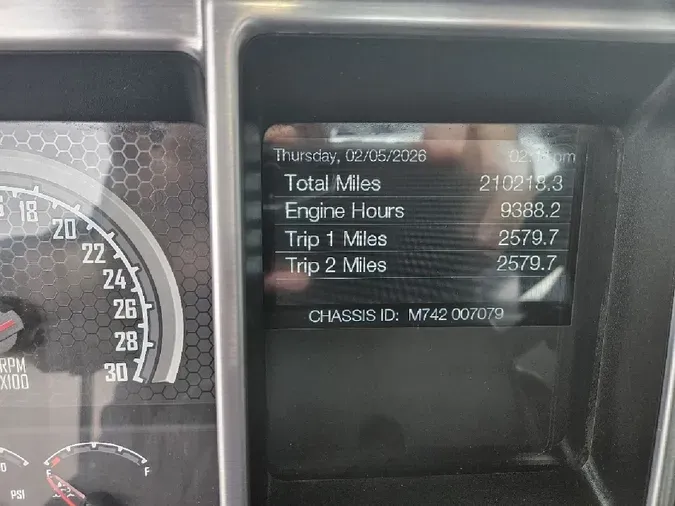 Thursday, 02/05/2026
Total Miles 210218.3
Engine Hours 9388.2
Trip 1 Miles 2579.7
Trip 2 Miles 2579.7
CHASSIS ID: M742 007079
18
20
22
24
26
28
30
RPM
X100
PSI
E F